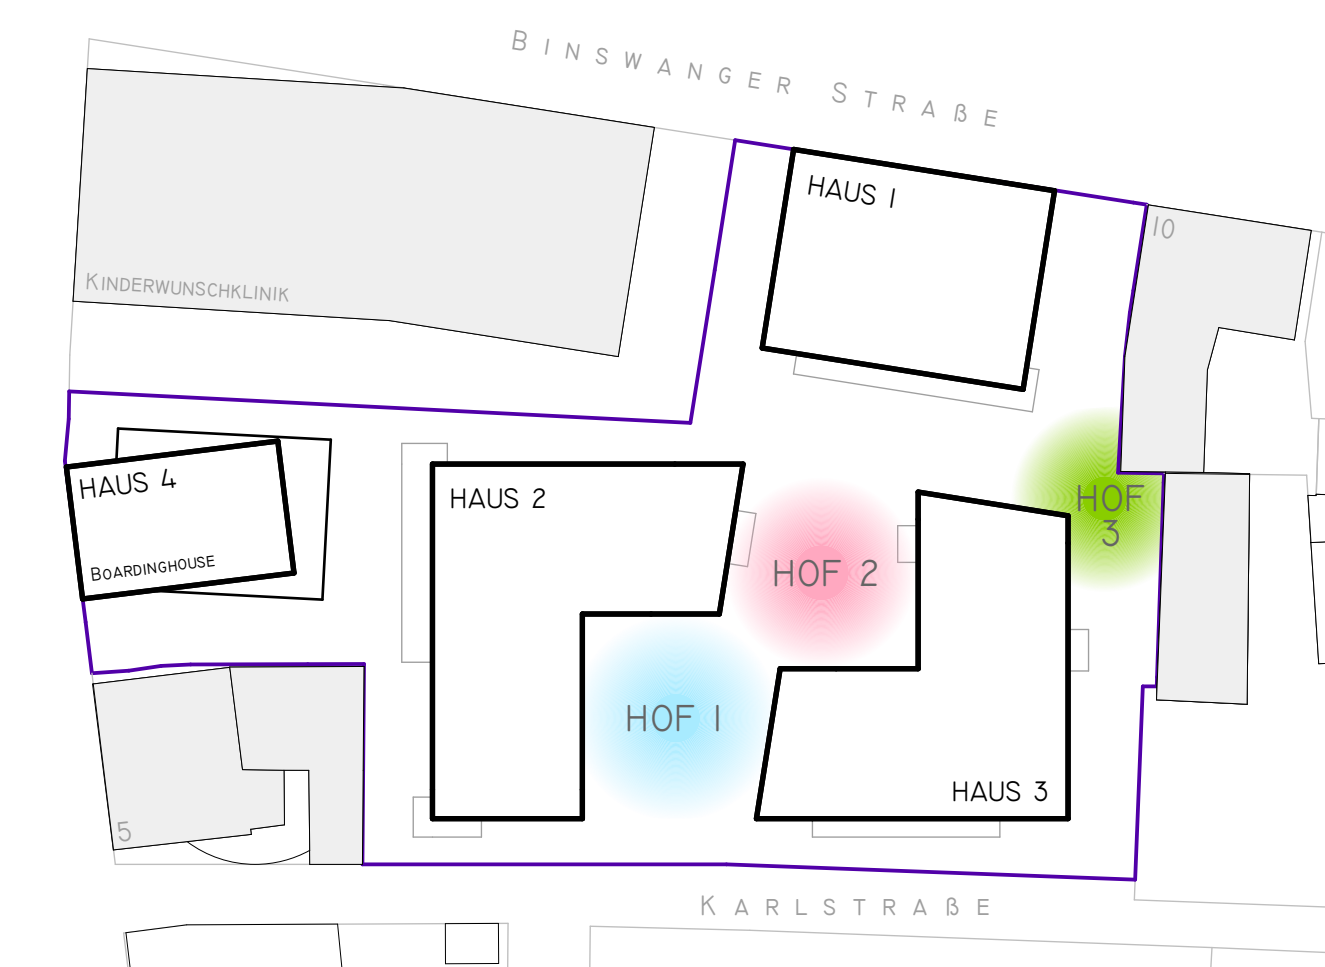 BINSWANGER STRAßE
HAUS 1
10
KINDERWUNSCHKLINIK
HAUS 4
BOARDINGHOUSE
HAUS 2
HOF 2
HOF
3
HOF 1
HAUS 3
5
KARLSTRAßE